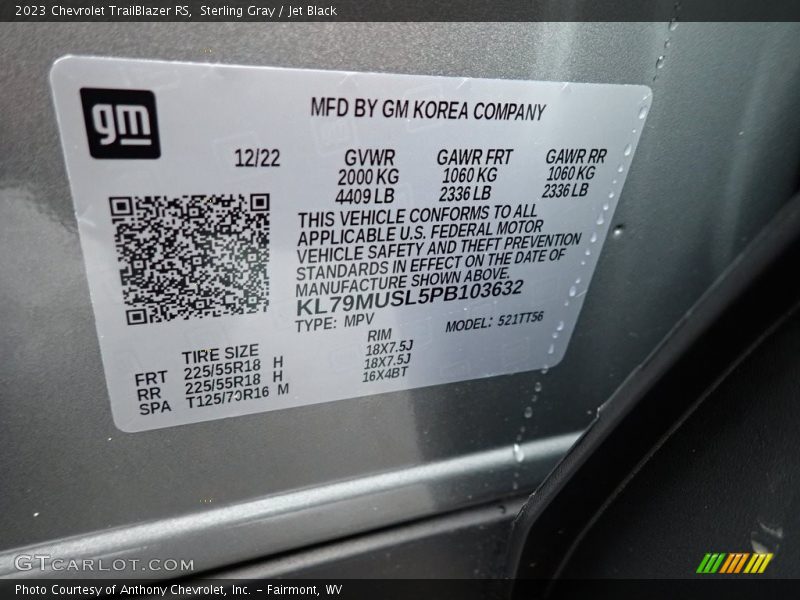 2023 Chevrolet TrailBlazer RS, Sterling Gray / Jet Black
gm
MFD BY GM KOREA COMPANY
12/22 GVWR GAWR FRT GAWR RR
2000 KG 1060 KG 1060 KG
4409 LB 2336 LB 2336 LB
THIS VEHICLE CONFORMS TO ALL
APPLICABLE U.S. FEDERAL MOTOR
VEHICLE SAFETY AND THEFT PREVENTION
STANDARDS IN EFFECT ON THE DATE OF
MANUFACTURE SHOWN ABOVE.
KL79MUSL5PB103632
TYPE: MPV MODEL: 521TT56
TIRE SIZE RIM
FRT 225/55R18 H 18X7.5J
RR 225/55R18 H 18X7.5J
SPA T125/70R16 M 16X4BT
GTCARLOT.COM
Photo Courtesy of Anthony Chevrolet, Inc. – Fairmont, WV